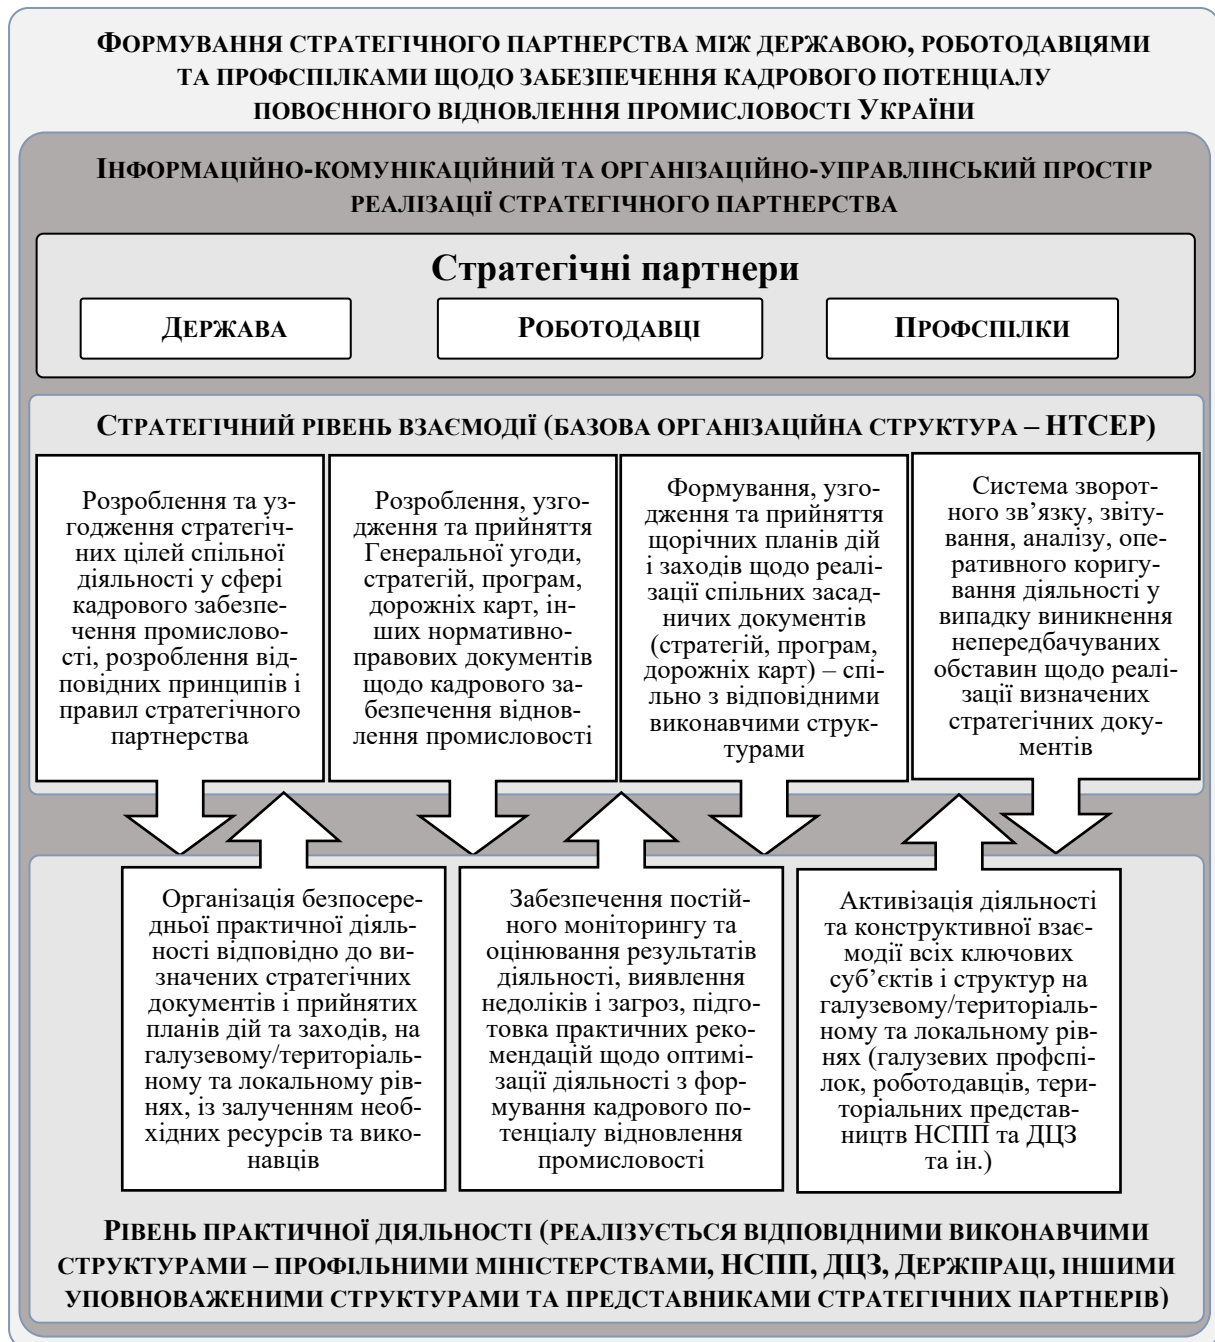 ФОРМУВАННЯ СТРАТЕГІЧНОГО ПАРТНЕРСТВА МІЖ ДЕРЖАВОЮ, РОБОТОДАВЦЯМИ
ТА ПРОФСПІЛКАМИ ЩОДО ЗАБЕЗПЕЧЕННЯ КАДРОВОГО ПОТЕНЦІАЛУ
ПОВОЄННОГО ВІДНОВЛЕННЯ ПРОМИСЛОВОСТІ УКРАЇНИ
ІНФОРМАЦІЙНО-КОМУНІКАЦІЙНИЙ ТА ОРГАНІЗАЦІЙНО-УПРАВЛІНСЬКИЙ ПРОСТІР
РЕАЛІЗАЦІЇ СТРАТЕГІЧНОГО ПАРТНЕРСТВА
Стратегічні партнери
ДЕРЖАВА
РОБОТОДАВЦІ
ПРОФСПІЛКИ
СТРАТЕГІЧНИЙ РІВЕНЬ ВЗАЄМОДІЇ (БАЗОВА ОРГАНІЗАЦІЙНА СТРУКТУРА – НТСЕР)
Розроблення та уз-
годження стратегіч-
них цілей спільної
діяльності у сфері
кадрового забезпе-
чення промислово-
сті, розроблення від-
повідних принципів і
правил стратегічного
партнерства
Розроблення, узго-
дження та прийняття
Генеральної угоди,
стратегій, програм,
дорожніх карт, ін-
ших нормативно-
правових документів
щодо кадрового за-
безпечення віднов-
лення промисловості
Формування, узго-
дження та прийняття
щорічних планів дій
і заходів щодо реалі-
зації спільних засад-
ничих документів
(стратегій, програм,
дорожніх карт) – спі-
льно з відповідними
виконавчими струк-
турами
Система зворот-
ного зв’язку, звіту-
вання, аналізу, опе-
ративного коригу-
вання діяльності у
випадку виникнення
непередбачуваних
обставин щодо реалі-
зації визначених
стратегічних доку-
ментів
Організація безпосере-
дньої практичної діяль-
ності відповідно до ви-
значених стратегічних
документів і прийнятих
планів дій та заходів, на
галузевому/територіаль-
ному та локальному рів-
нях, із залученням необ-
хідних ресурсів та вико-
навців
Забезпечення постій-
ного моніторингу та
оцінювання результатів
діяльності, виявлення
недоліків і загроз, підго-
товка практичних реко-
мендацій щодо оптимі-
зації діяльності з фор-
мування кадрового по-
тенціалу відновлення
промисловості
Активізація діяльності
та конструктивної взає-
модії всіх ключових
суб’єктів і структур на
галузевому/територіаль-
ному та локальному рів-
нях (галузевих профспі-
лок, роботодавців, тери-
торіальних представ-
ництв НСПП та ДЦЗ
та ін.)
РІВЕНЬ ПРАКТИЧНОЇ ДІЯЛЬНОСТІ (РЕАЛІЗУЄТЬСЯ ВІДПОВІДНИМИ ВИКОНАВЧИМИ
СТРУКТУРАМИ – ПРОФІЛЬНИМИ МІНІСТЕРСТВАМИ, НСПП, ДЦЗ, ДЕРЖПРАЦІ, ІНШИМИ
УПОВНОВАЖЕНИМИ СТРУКТУРАМИ ТА ПРЕДСТАВНИКАМИ СТРАТЕГІЧНИХ ПАРТНЕРІВ)